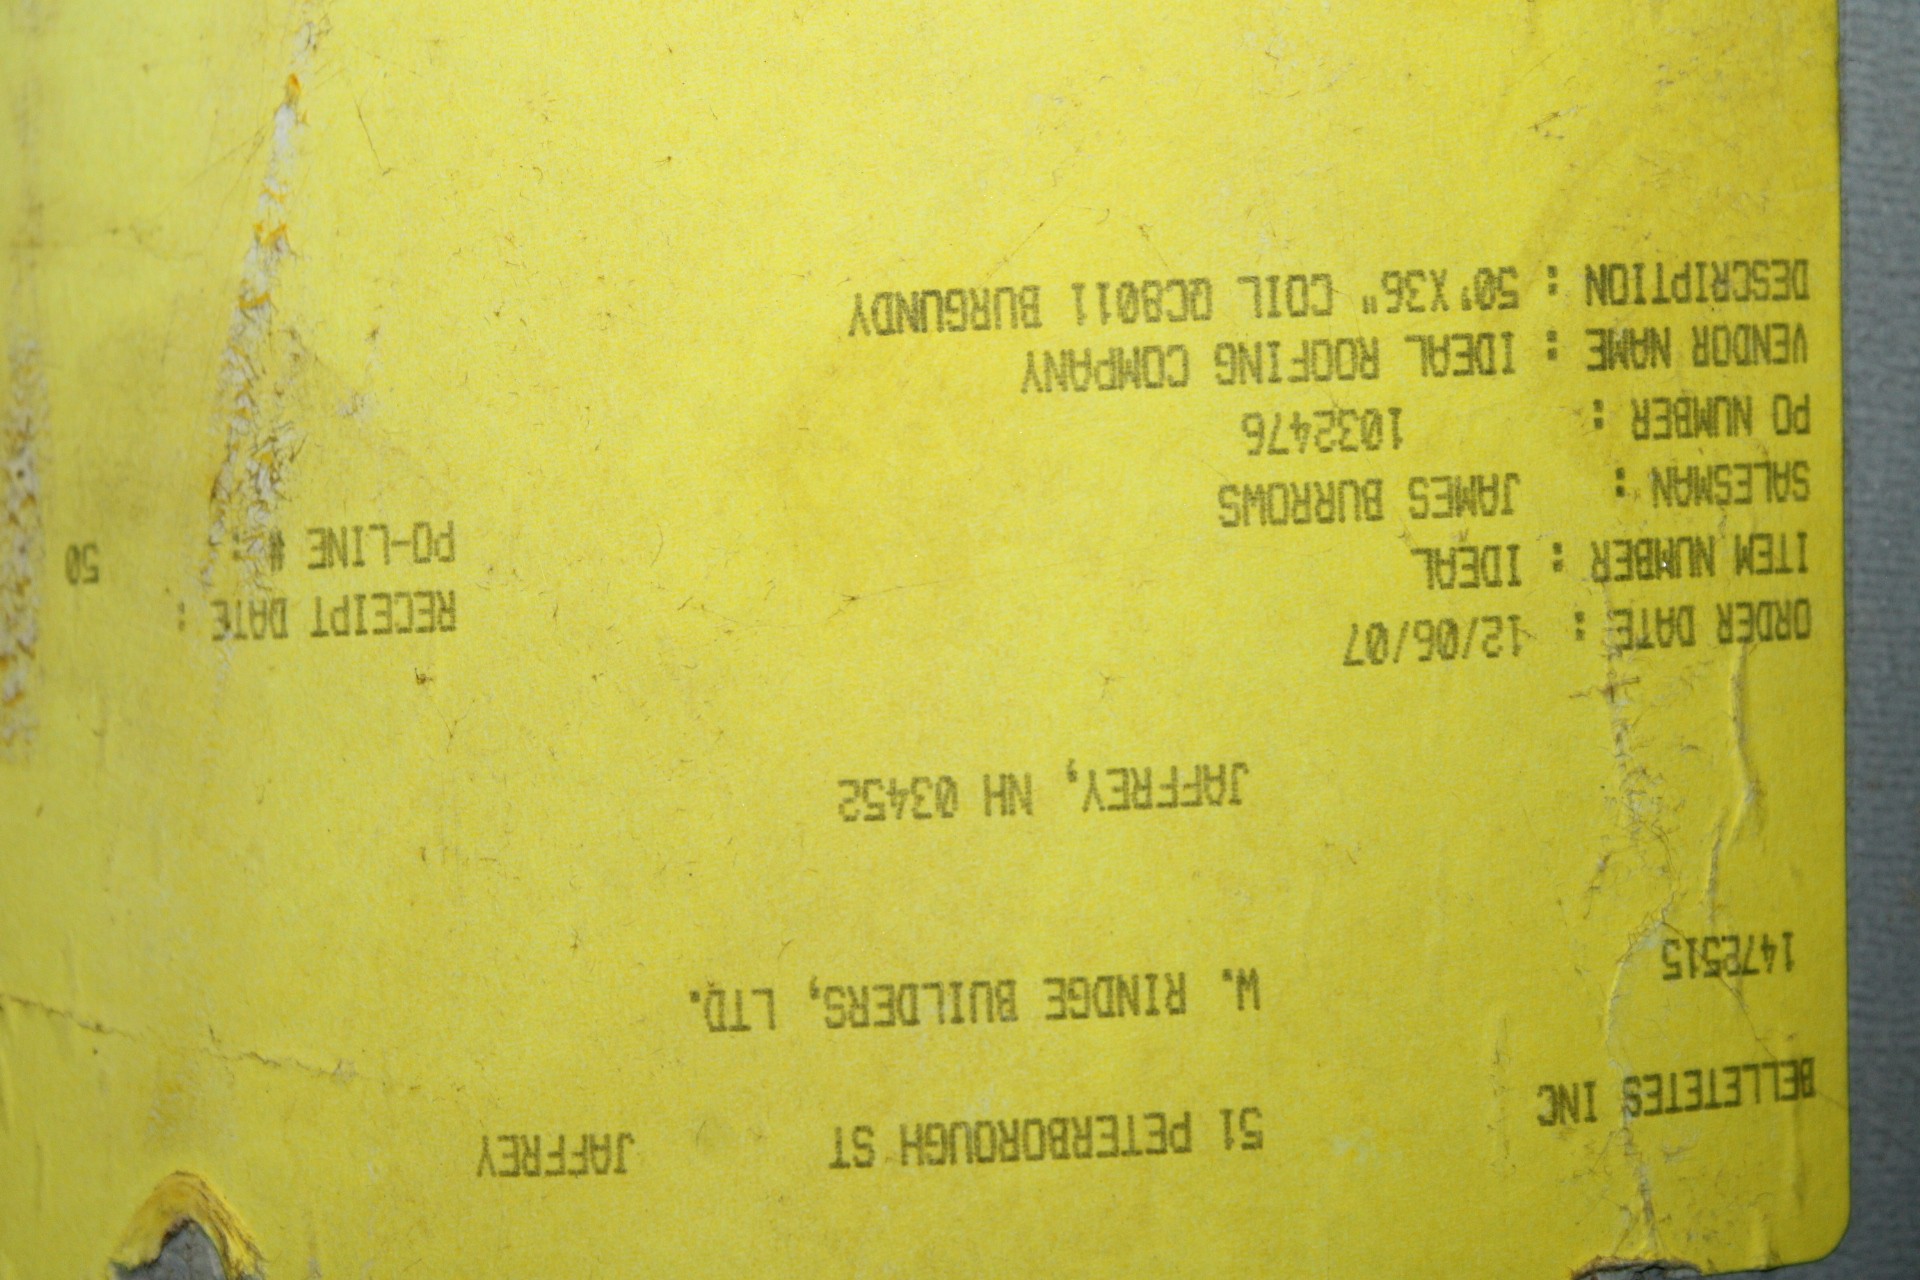 BELLETETES INC 51 PETERBOROUGH ST JAFFREY
1472515 W. RINDGE BUILDERS, LTD.
JAFFREY, NH 03452
ORDER DATE : 12/06/07 RECEIPT DATE :
ITEM NUMBER : IDEAL PO-LINE # : 50
SALESMAN : JAMES BURROWS
PO NUMBER : 1032476
VENDOR NAME : IDEAL ROOFING COMPANY
DESCRIPTION : 50'X36" COIL QC8011 BURGUNDY